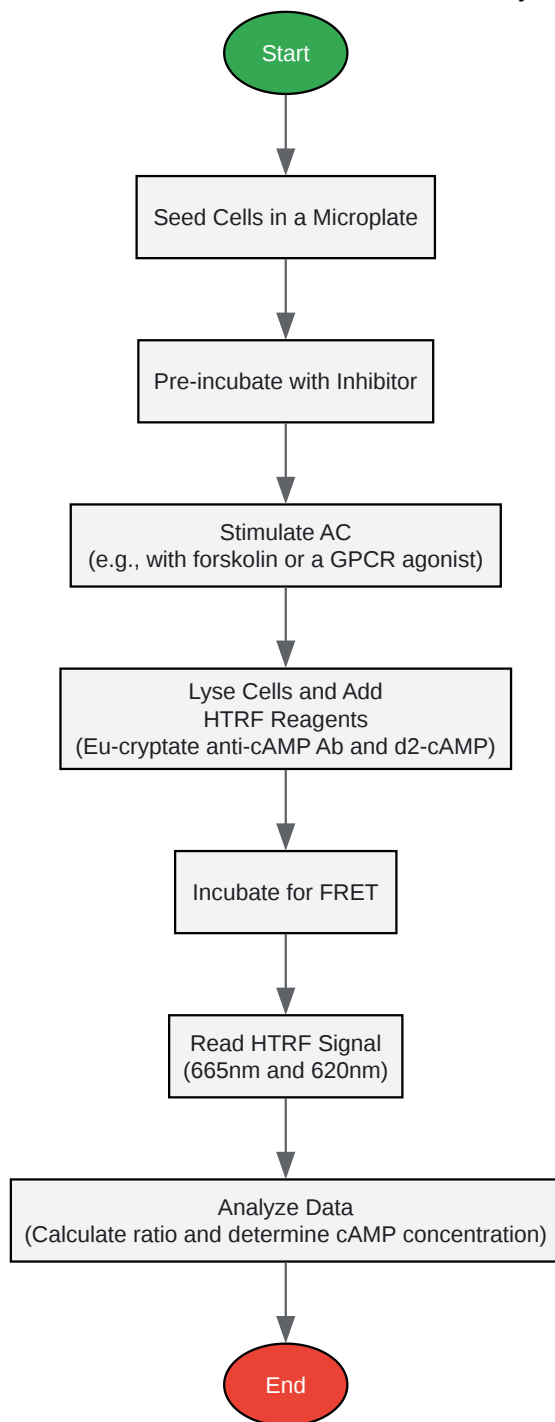 Start
Seed Cells in a Microplate
Pre-incubate with Inhibitor
Stimulate AC
(e.g., with forskolin or a GPCR agonist)
Lyse Cells and Add
HTRF Reagents
(Eu-cryptate anti-cAMP Ab and d2-cAMP)
Incubate for FRET
Read HTRF Signal
(665nm and 620nm)
Analyze Data
(Calculate ratio and determine cAMP concentration)
End